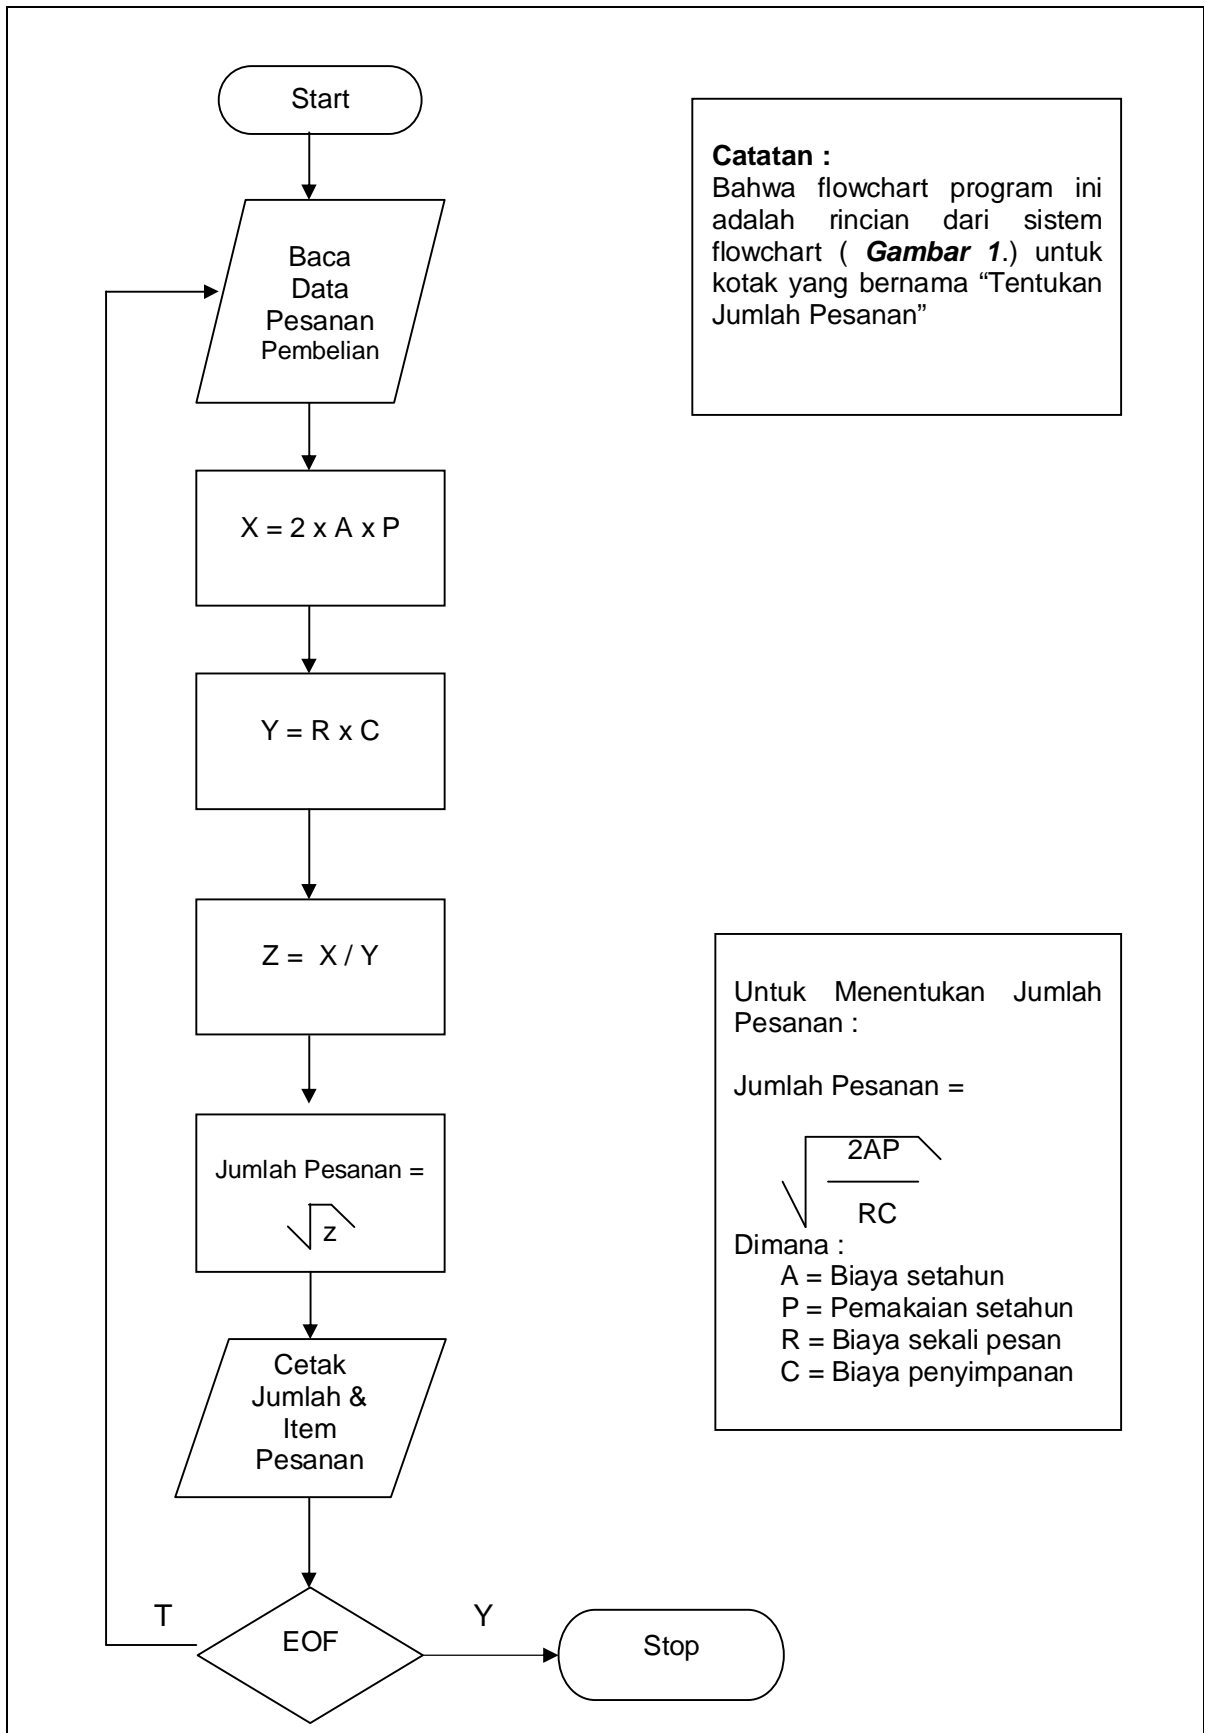 Start
Baca
Data
Pesanan
Pembelian
X = 2 x A x P
Y = R x C
Z = X / Y
Jumlah Pesanan =
√z
Cetak
Jumlah &
Item
Pesanan
T
EOF
Y
Stop
Catatan :
Bahwa flowchart program ini
adalah rincian dari sistem
flowchart ( Gambar 1.) untuk
kotak yang bernama “Tentukan
Jumlah Pesanan”
Untuk Menentukan Jumlah
Pesanan :
Jumlah Pesanan =
√2AP
RC
Dimana :
A = Biaya setahun
P = Pemakaian setahun
R = Biaya sekali pesan
C = Biaya penyimpanan